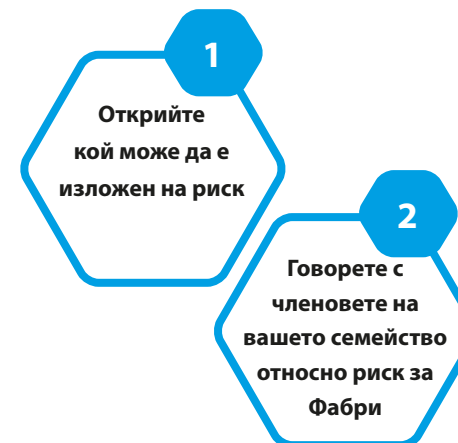 1
Открийте
кой може да е
изложен на риск
2
Говорете с
членовете на
вашето семейство
относно риск за
Фабри